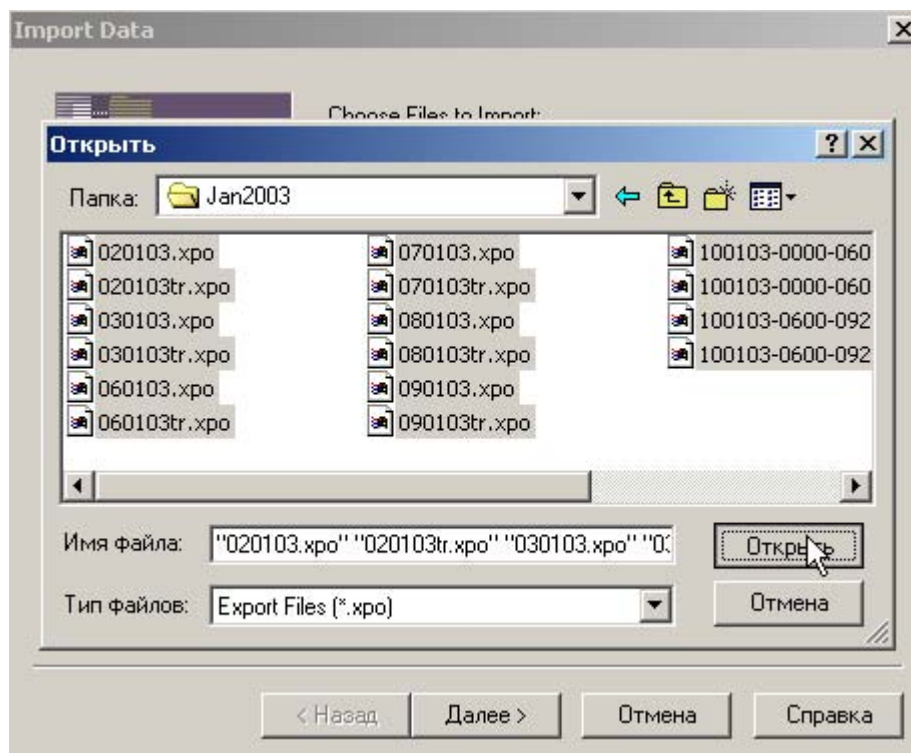 Import Data
Choose Files to Import:
Открыть
Папка: Jan2003
020103.xpo 070103.xpo 100103-0000-060
020103tr.xpo 070103tr.xpo 100103-0000-060
030103.xpo 080103.xpo 100103-0600-092
030103tr.xpo 080103tr.xpo 100103-0600-092
060103.xpo 090103.xpo
060103tr.xpo 090103tr.xpo
Имя файла: "020103.xpo" "020103tr.xpo" "030103.xpo" "03 Открыть
Тип файлов: Export Files (*.xpo) Отмена
< Назад Далее > Отмена Справка